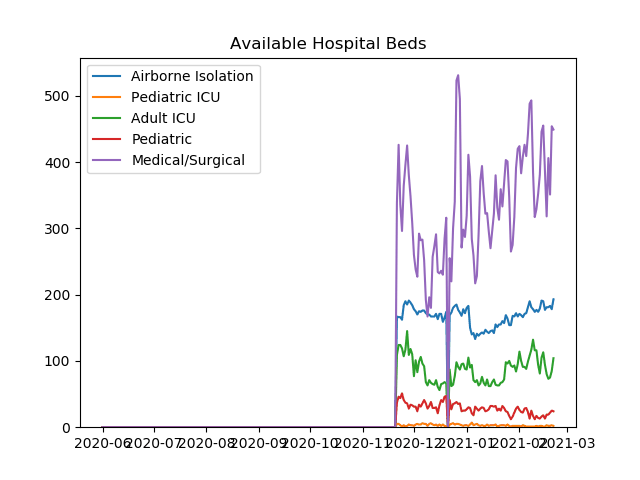 Available Hospital Beds
Airborne Isolation
Pediatric ICU
Adult ICU
Pediatric
Medical/Surgical
500
400
300
200
100
0
2020-06 2020-07 2020-08 2020-09 2020-10 2020-11 2020-12 2021-01 2021-02 2021-03